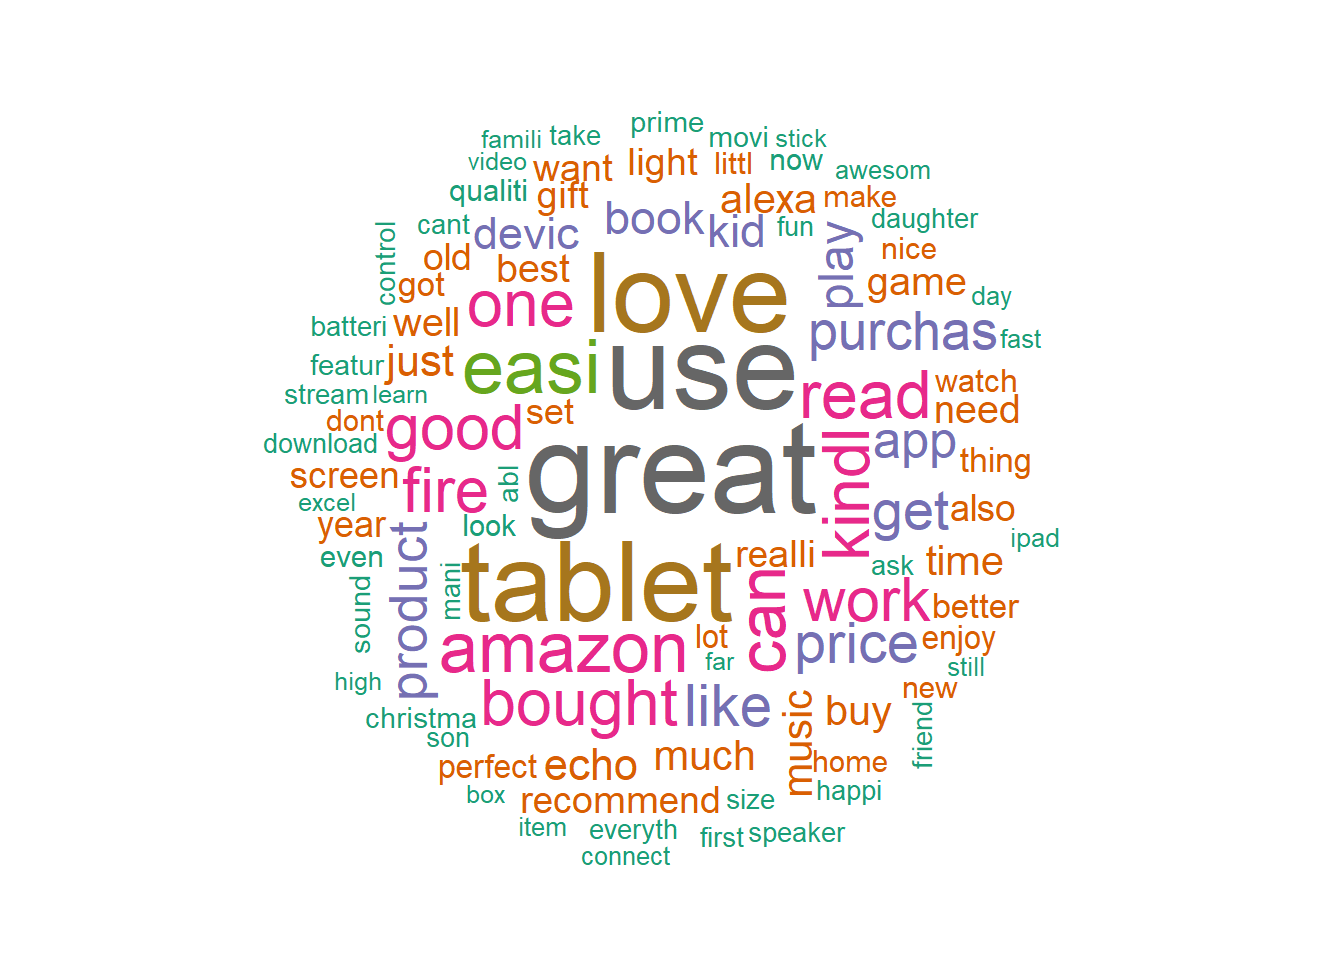 prime
famili take movi stick
video want light littl now awesom
qualiti gift alexa make
cant devic book kid fun daughter
control old best love play nice
got one game day
batteri well purchas fast
featur just easi use watch
stream learn read need
dont good set app thing
download great kindl
screen fire abl get also
excel look ipad
year realli ask time
even product mani tablet can work better
sound amazon lot price enjoy
far still
high bought like new
christma music buy friend
son much home
perfect echo happi
box recommend size
item everyth first speaker
connect